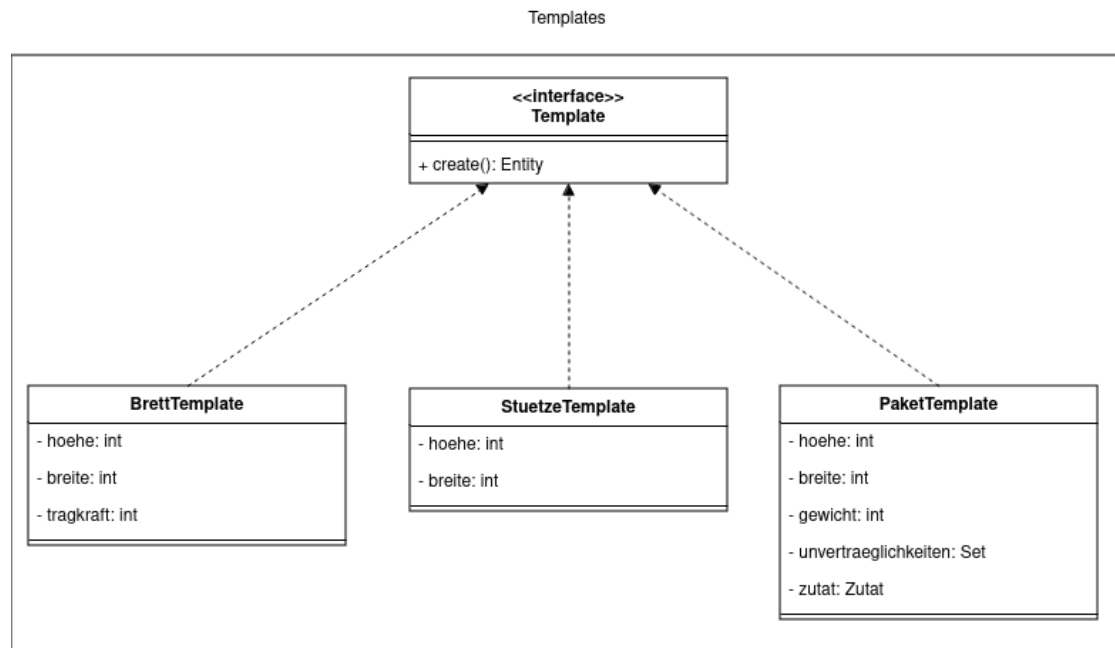 Templates
<<interface>>
Template
+ create(): Entity
BrettTemplate
- hoehe: int
- breite: int
- tragkraft: int
StuetzeTemplate
- hoehe: int
- breite: int
PaketTemplate
- hoehe: int
- breite: int
- gewicht: int
- unvertraeglichkeiten: Set
- zutat: Zutat